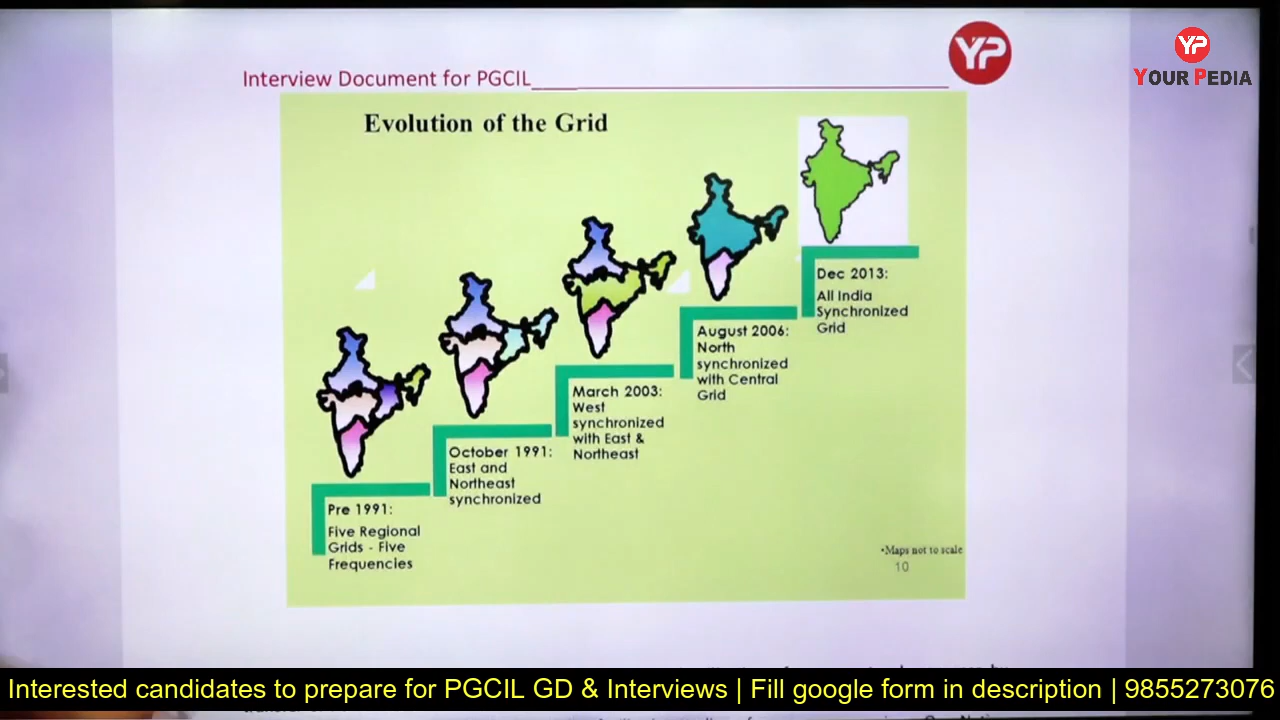 YP
YP
YOUR PEDIA
Interview Document for PGCIL
Evolution of the Grid
Dec 2013:
All India
Synchronized
Grid
August 2006:
North
synchronized
with Central
Grid
March 2003:
West
synchronized
with East &
Northeast
October 1991:
East and
Northeast
synchronized
Pre 1991:
Five Regional
Grids - Five
Frequencies
•Maps not to scale
10
Interested candidates to prepare for PGCIL GD & Interviews | Fill google form in description | 9855273076